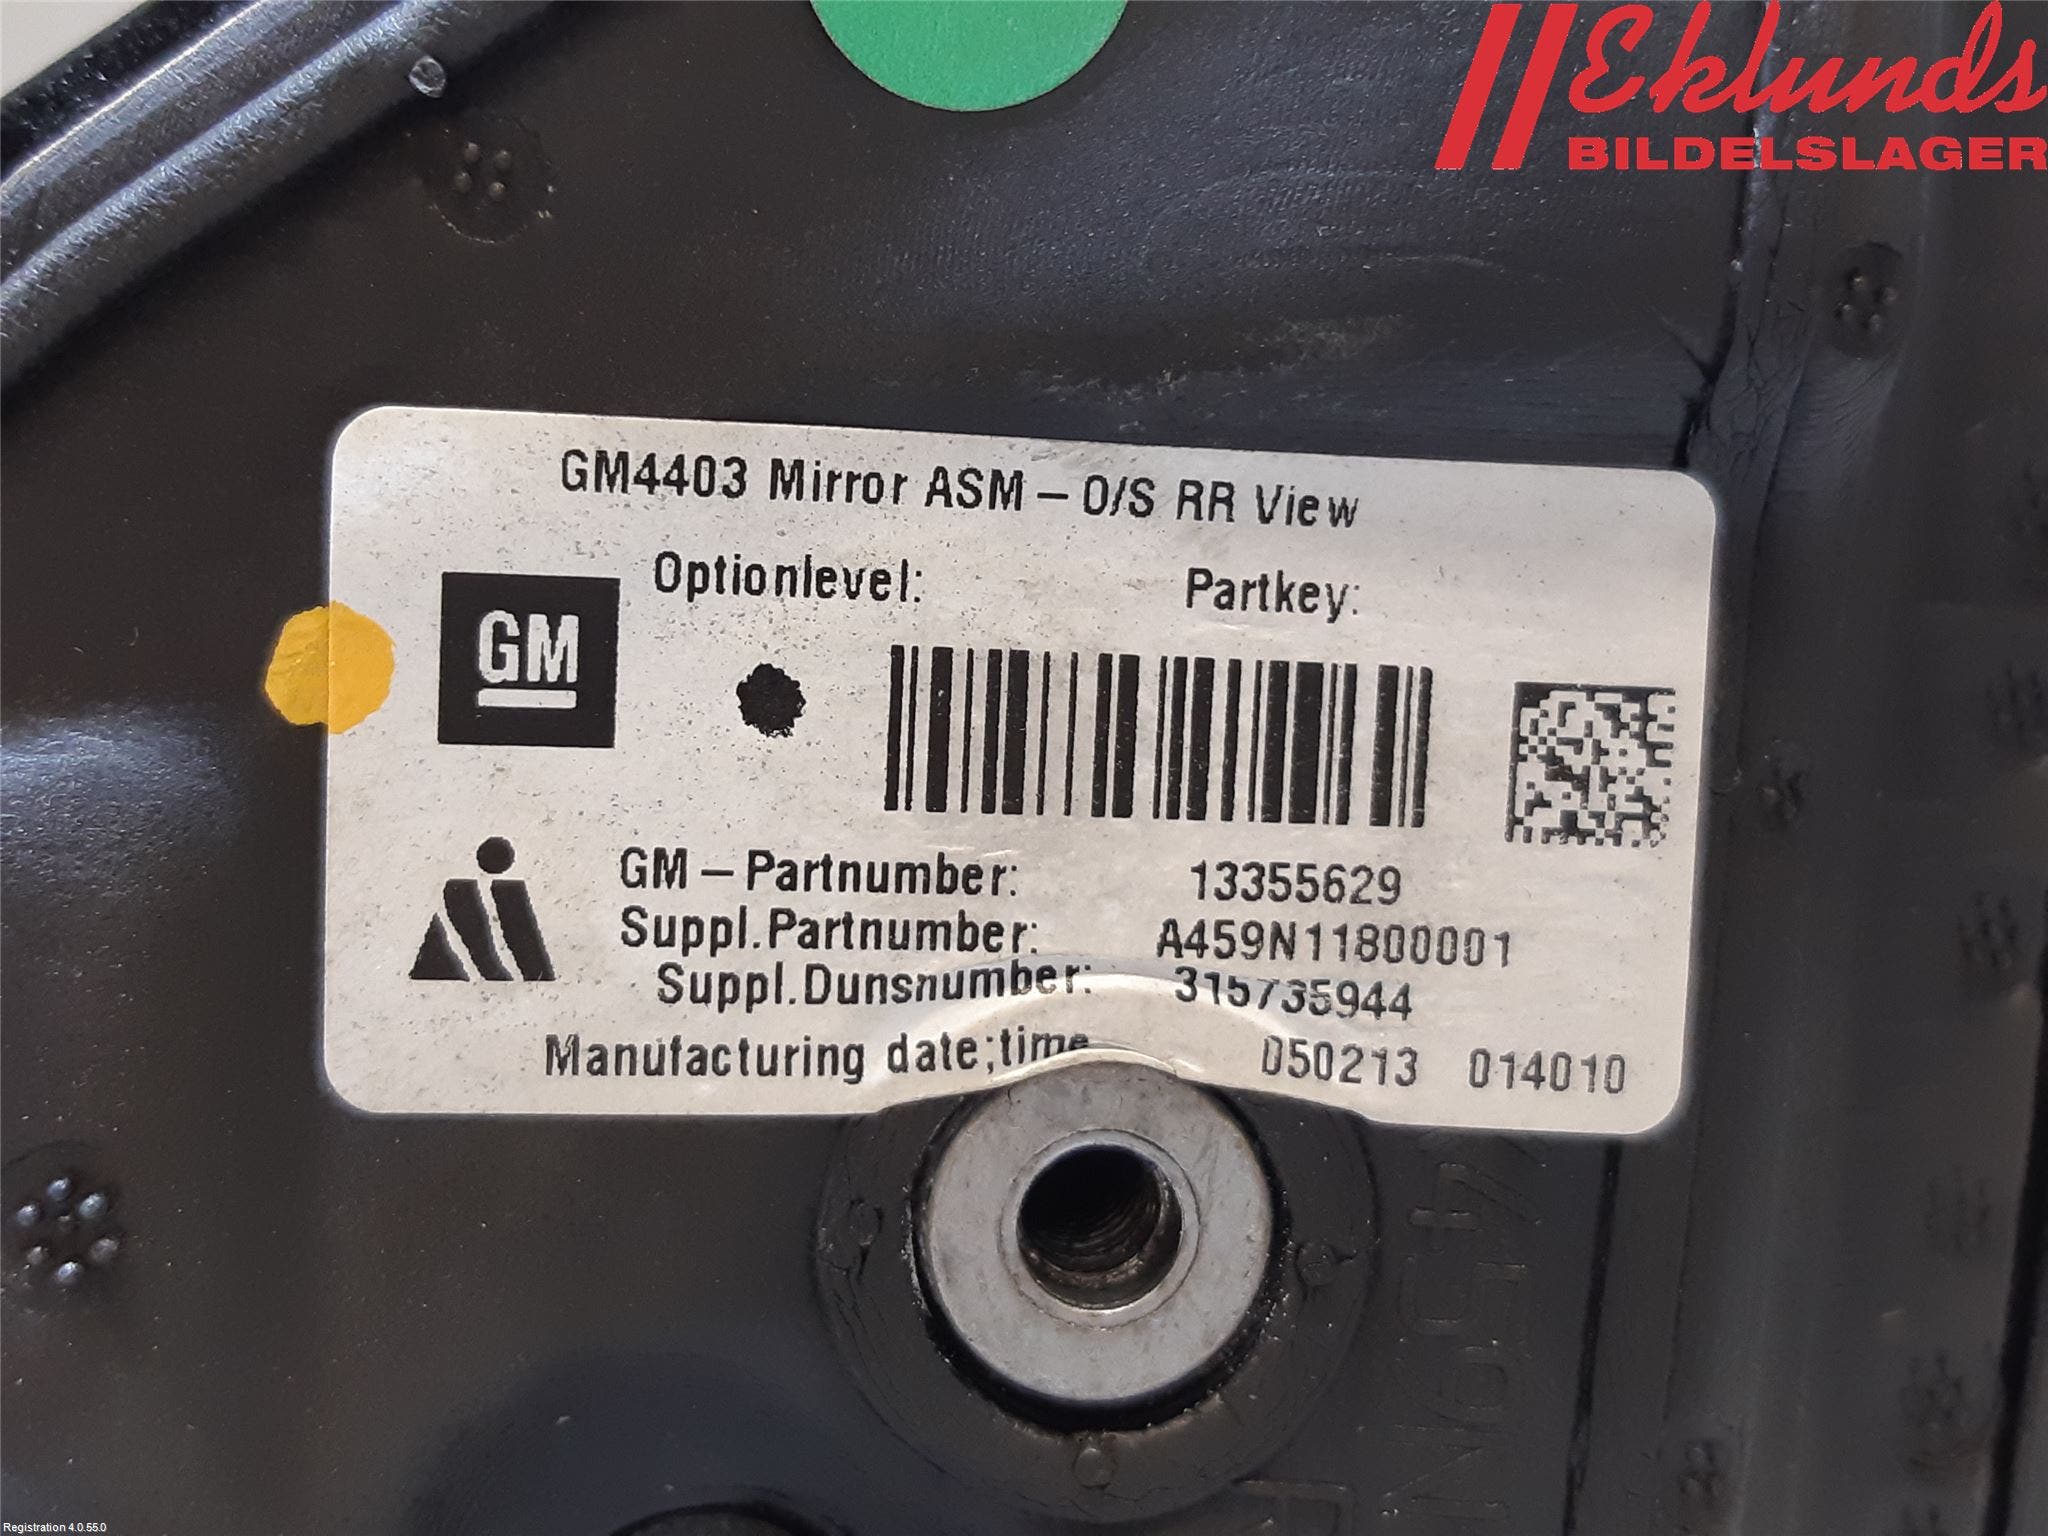 Eklunds
BILDELSLAGER
GM4403 Mirror ASM – O/S RR View
Optionlevel: Partkey:
GM
GM – Partnumber: 13355629
Suppl.Partnumber: A459N11800001
Suppl.Dunsnumber: 315735944
Manufacturing date;time 050213 014010
Registration 4.0.55.0